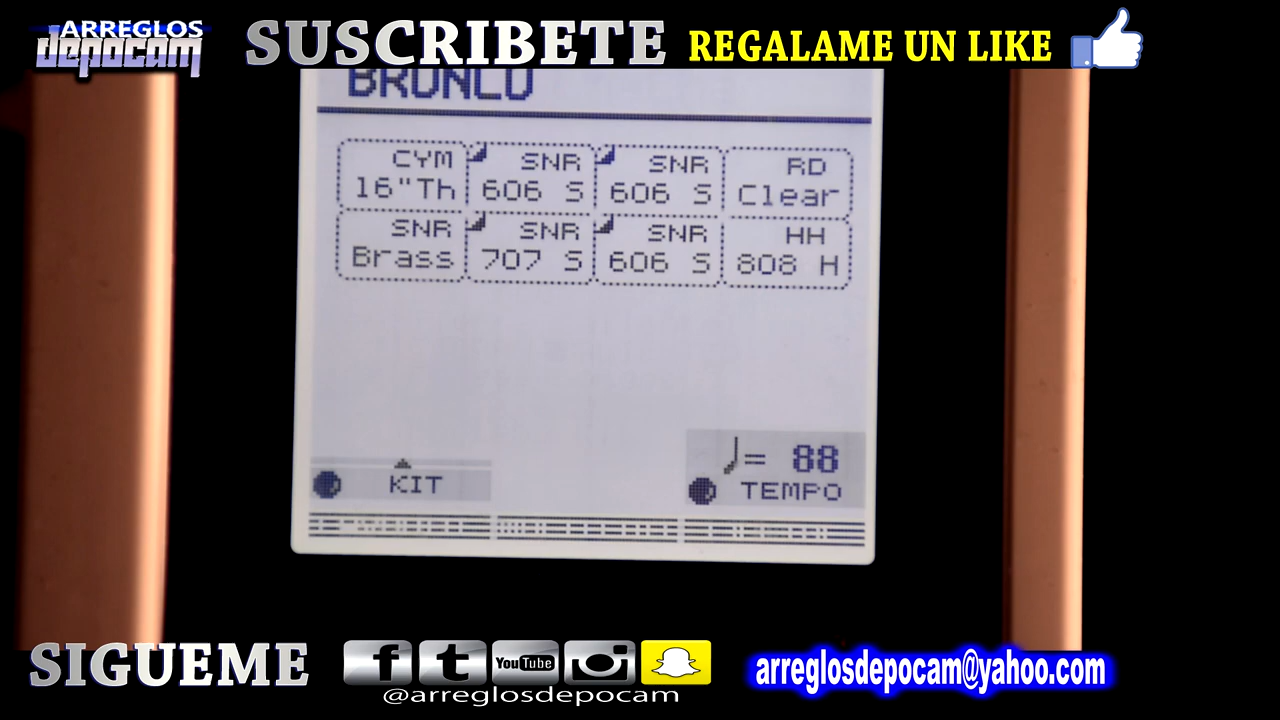 ARREGLOS
depocam
SUSCRIBETE
REGALAME UN LIKE
BRONCO
CYM
16"Th
SNR
606 S
SNR
606 S
RD
Clear
SNR
Brass
SNR
707 S
SNR
606 S
HH
808 H
KIT
♩= 88
TEMPO
SIGUEME
f
t
YouTube
@arreglosdepocam
arreglosdepocam@yahoo.com